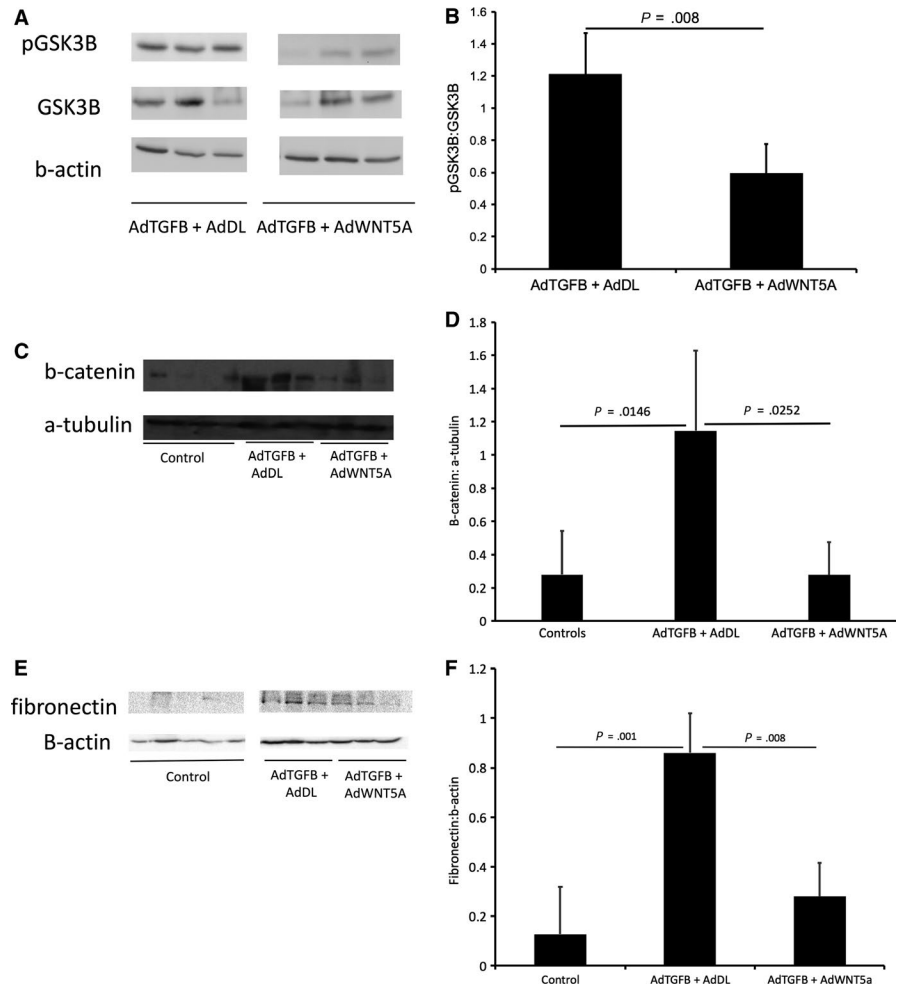 A
pGSK3B
GSK3B
b-actin
AdTGFB + AdDL AdTGFB + AdWNT5A
B
P = .008
1.6
1.4
1.2
1
0.8
0.6
0.4
0.2
0
pGSK3B:GSK3B
AdTGFB + AdDL AdTGFB + AdWNT5A
C
b-catenin
a-tubulin
Control
AdTGFB +
AdDL
AdTGFB +
AdWNT5A
D
1.8
1.6
1.4
1.2
1
0.8
0.6
0.4
0.2
0
P = .0146
P = .0252
B-catenin: a-tubulin
Controls AdTGFB + AdDL AdTGFB + AdWNT5A
E
fibronectin
B-actin
Control
AdTGFB +
AdDL
AdTGFB +
AdWNT5A
F
1.2
1
0.8
0.6
0.4
0.2
0
P = .001
P = .008
Fibronectin:b-actin
Control AdTGFB + AdDL AdTGFB + AdWNT5a